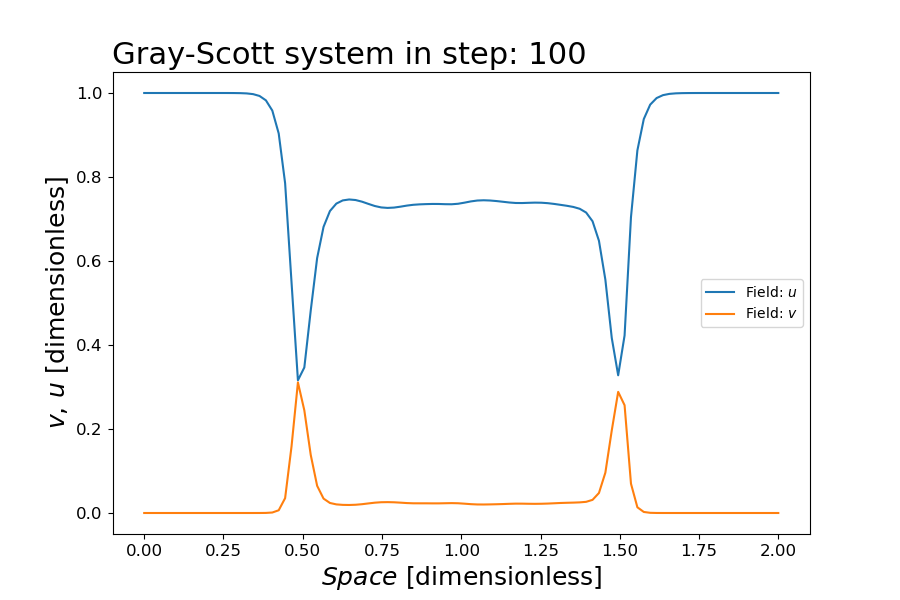 Gray-Scott system in step: 100
1.0
0.8
0.6
0.4
0.2
0.0
v, u [dimensionless]
Field: u
Field: v
0.00 0.25 0.50 0.75 1.00 1.25 1.50 1.75 2.00
Space [dimensionless]